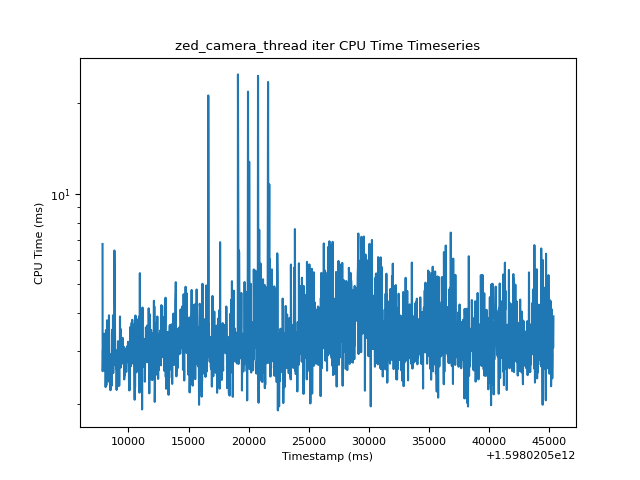 zed_camera_thread iter CPU Time Timeseries
CPU Time (ms)
10¹
10000 15000 20000 25000 30000 35000 40000 45000
Timestamp (ms)
+1.5980205e12